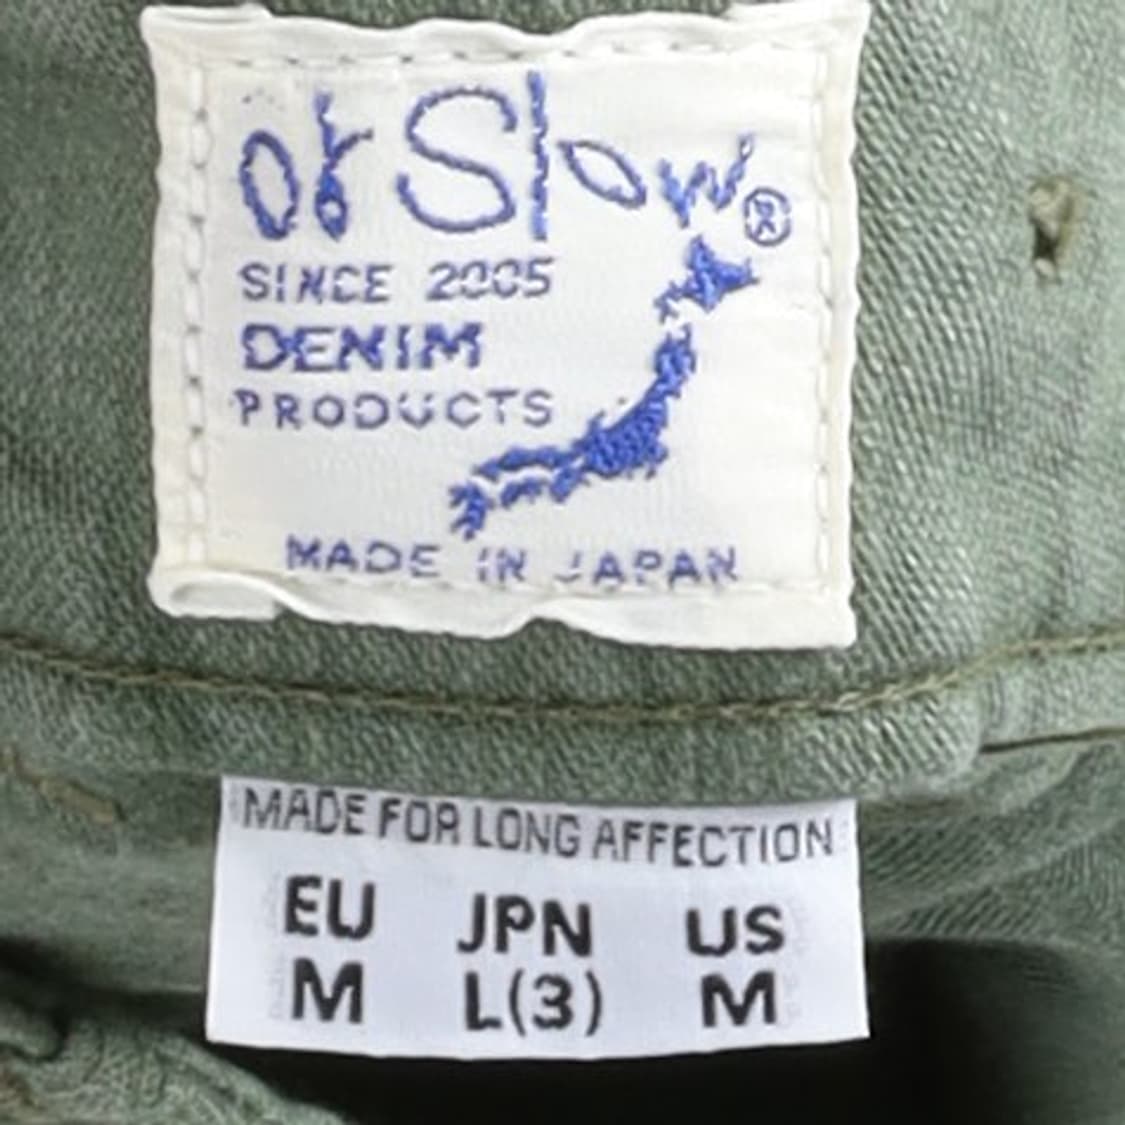 orSlow®
SINCE 2005
DENIM
PRODUCTS
MADE IN JAPAN
MADE FOR LONG AFFECTION
EU JPN US
M L(3) M